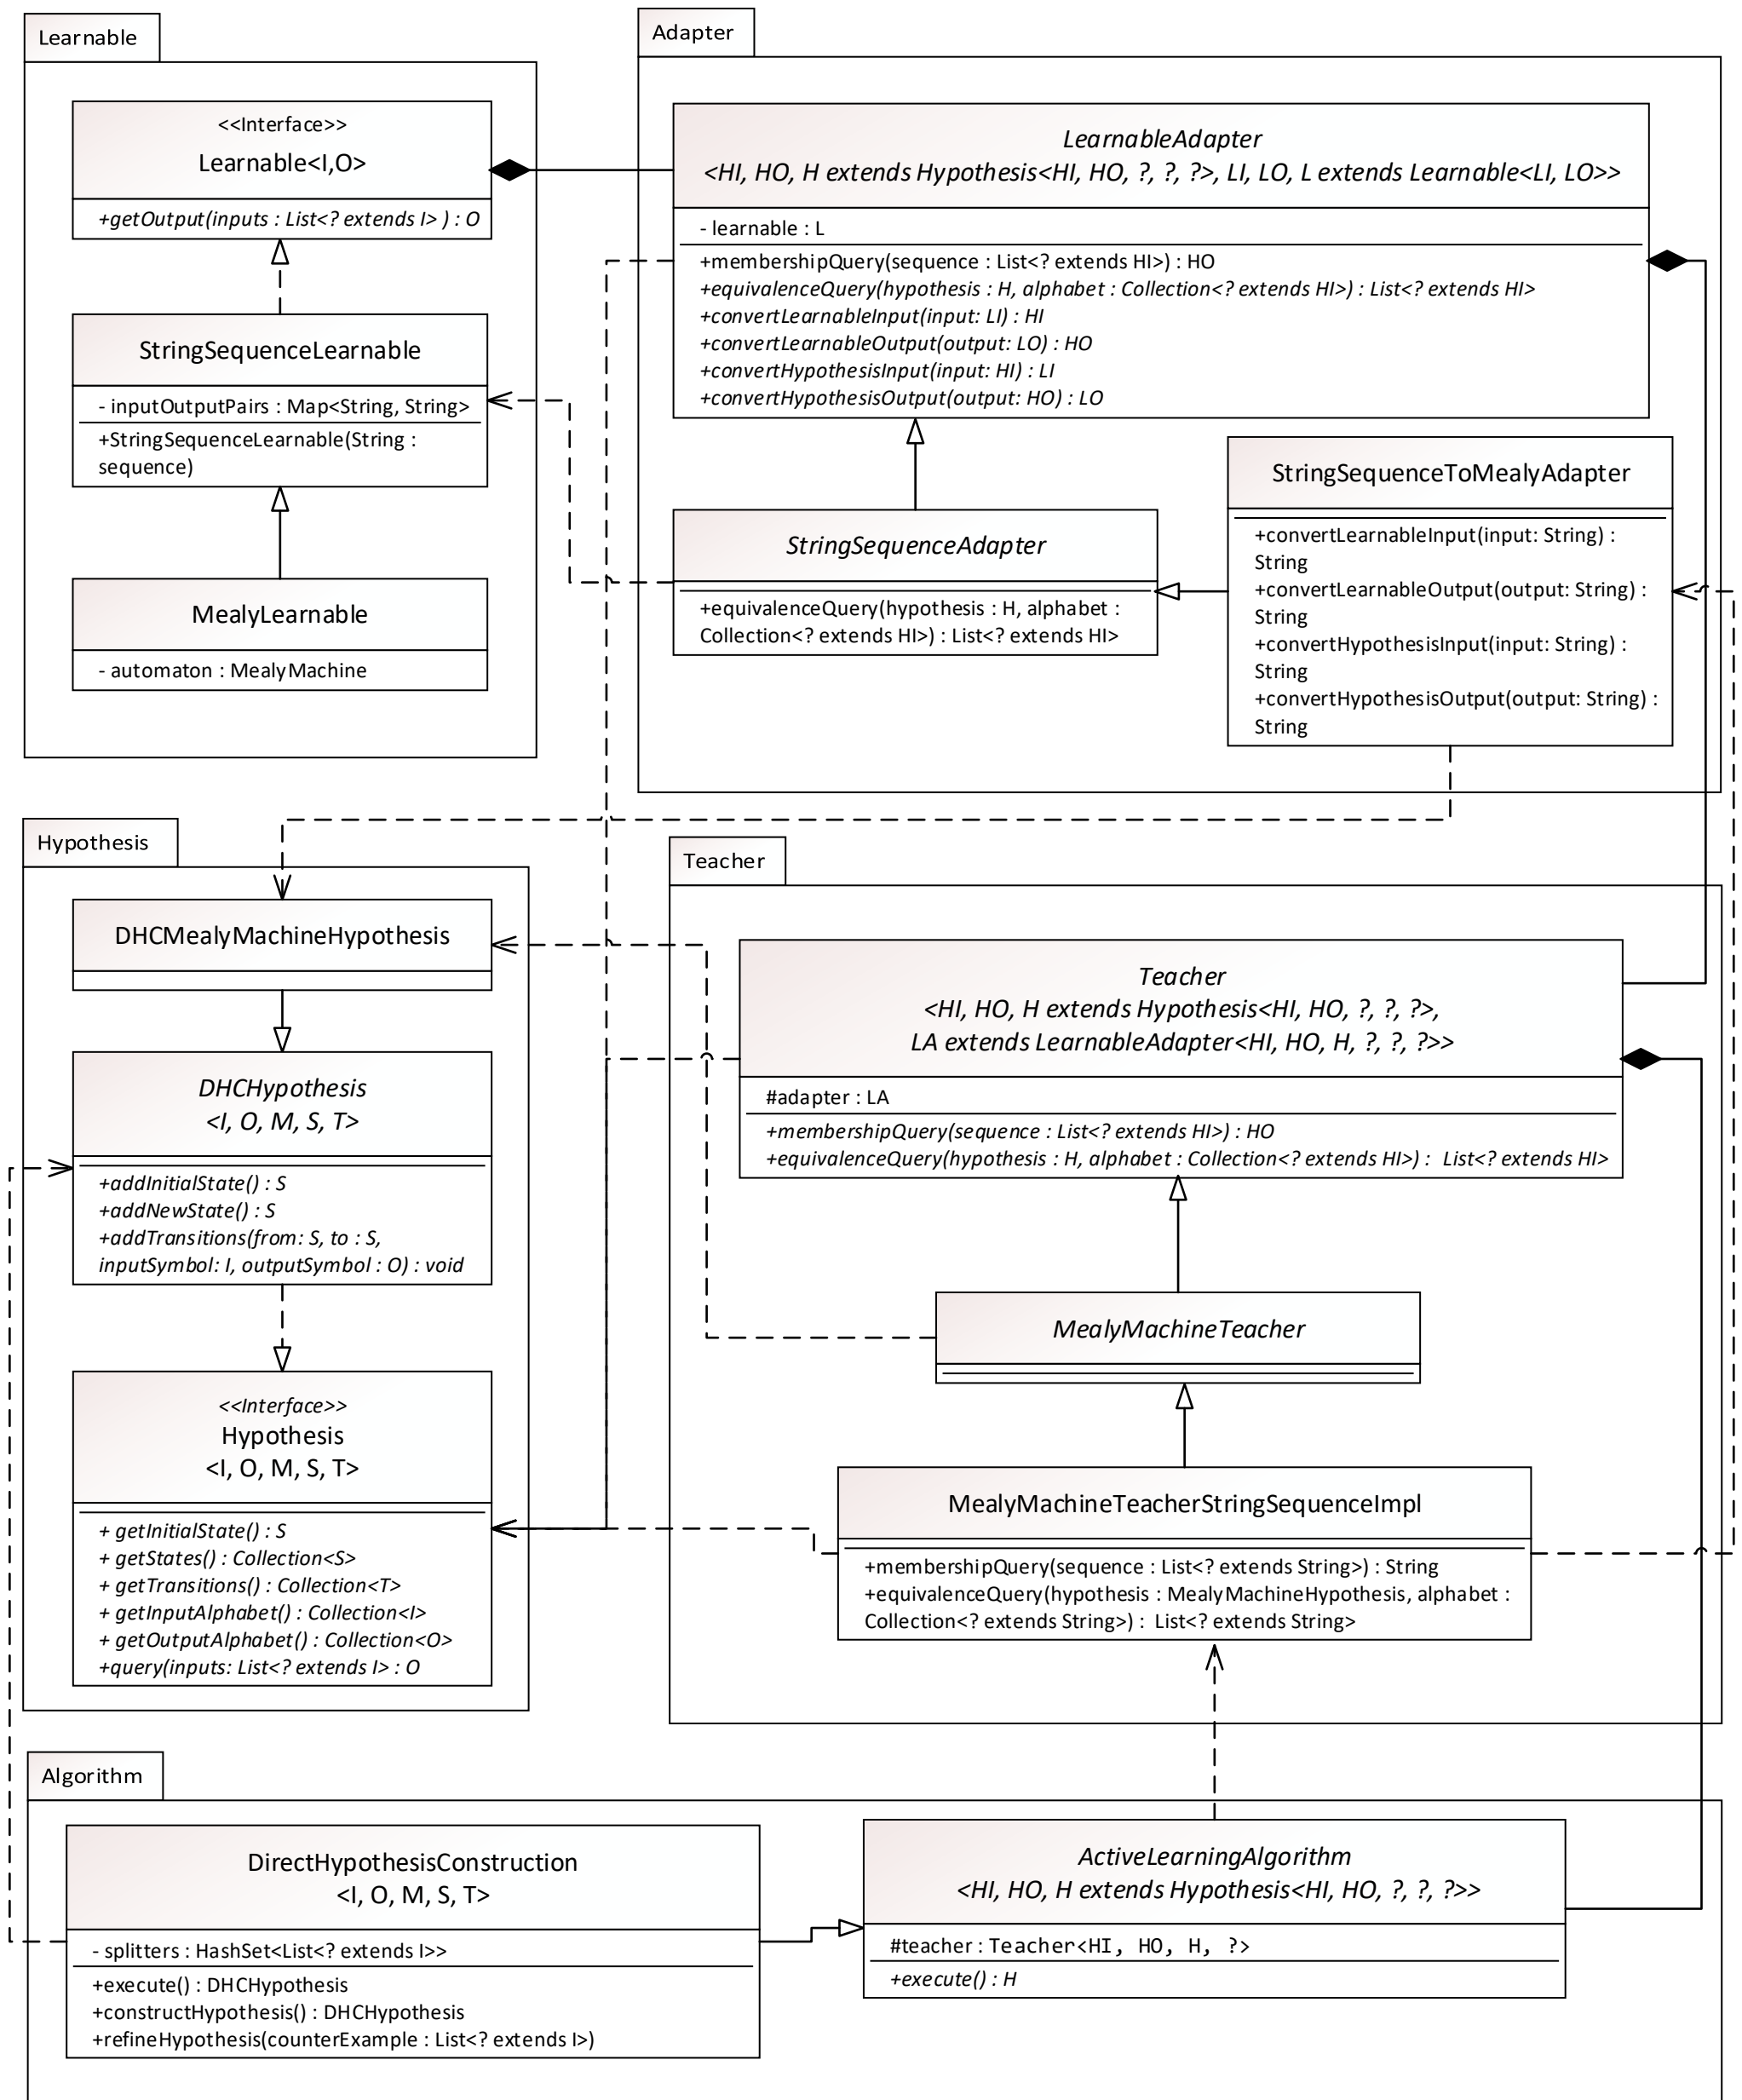 Learnable
<<Interface>>
Learnable<I,O>
+getOutput(inputs : List<? extends I> ) : O
StringSequenceLearnable
- inputOutputPairs : Map<String, String>
+StringSequenceLearnable(String :
sequence)
MealyLearnable
- automaton : MealyMachine
Adapter
LearnableAdapter
<HI, HO, H extends Hypothesis<HI, HO, ?, ?, ?>, LI, LO, L extends Learnable<LI, LO>>
- learnable : L
+membershipQuery(sequence : List<? extends HI>) : HO
+equivalenceQuery(hypothesis : H, alphabet : Collection<? extends HI>) : List<? extends HI>
+convertLearnableInput(input: LI) : HI
+convertLearnableOutput(output: LO) : HO
+convertHypothesisInput(input: HI) : LI
+convertHypothesisOutput(output: HO) : LO
StringSequenceAdapter
+equivalenceQuery(hypothesis : H, alphabet :
Collection<? extends HI>) : List<? extends HI>
StringSequenceToMealyAdapter
+convertLearnableInput(input: String) :
String
+convertLearnableOutput(output: String) :
String
+convertHypothesisInput(input: String) :
String
+convertHypothesisOutput(output: String) :
String
Hypothesis
DHCMealyMachineHypothesis
DHCHypothesis
<I, O, M, S, T>
+addInitialState() : S
+addNewState() : S
+addTransitions(from: S, to : S,
inputSymbol: I, outputSymbol : O) : void
<<Interface>>
Hypothesis
<I, O, M, S, T>
+ getInitialState() : S
+ getStates() : Collection<S>
+ getTransitions() : Collection<T>
+ getInputAlphabet() : Collection<I>
+ getOutputAlphabet() : Collection<O>
+query(inputs: List<? extends I> : O
Teacher
Teacher
<HI, HO, H extends Hypothesis<HI, HO, ?, ?, ?>,
LA extends LearnableAdapter<HI, HO, H, ?, ?, ?>>
#adapter : LA
+membershipQuery(sequence : List<? extends HI>) : HO
+equivalenceQuery(hypothesis : H, alphabet : Collection<? extends HI>) :  List<? extends HI>
MealyMachineTeacher
MealyMachineTeacherStringSequenceImpl
+membershipQuery(sequence : List<? extends String>) : String
+equivalenceQuery(hypothesis : MealyMachineHypothesis, alphabet :
Collection<? extends String>) :  List<? extends String>
Algorithm
DirectHypothesisConstruction
<I, O, M, S, T>
- splitters : HashSet<List<? extends I>>
+execute() : DHCHypothesis
+constructHypothesis() : DHCHypothesis
+refineHypothesis(counterExample : List<? extends I>)
ActiveLearningAlgorithm
<HI, HO, H extends Hypothesis<HI, HO, ?, ?, ?>>
#teacher : Teacher<HI, HO, H, ?>
+execute() : H